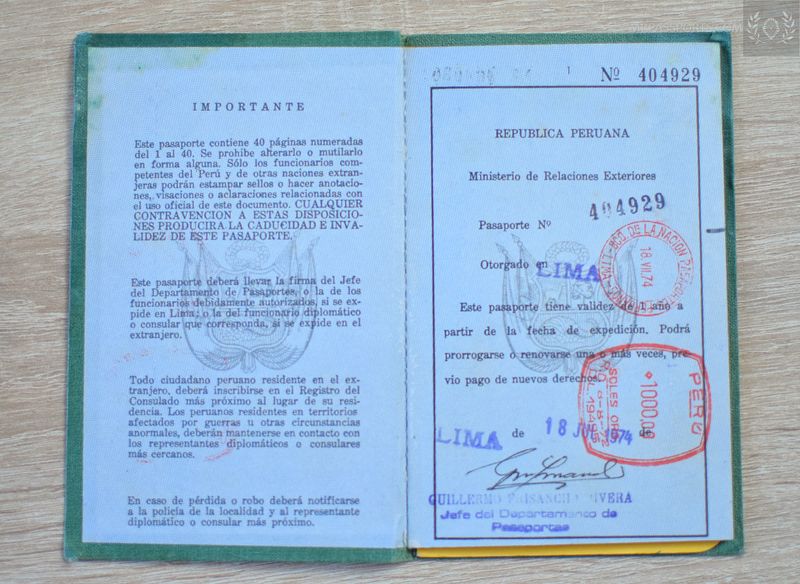 IMPORTANTE
Este pasaporte contiene 40 páginas numeradas
del 1 al 40. Se prohibe alterarlo o mutilarlo
en forma alguna. Sólo los funcionarios com-
petentes del Perú y de otras naciones extran-
jeras podrán estampar sellos o hacer anotacio-
nes, visaciones o aclaraciones relacionadas con
el uso oficial de este documento. CUALQUIER
CONTRAVENCION A ESTAS DISPOSICIO-
NES PRODUCIRA LA CADUCIDAD E INVA-
LIDEZ DE ESTE PASAPORTE.
Este pasaporte deberá llevar la firma del Jefe
del Departamento de Pasaportes, o la de los
funcionarios debidamente autorizados, si se ex-
pide en Lima; o la del funcionario diplomático
o consular que corresponda, si se expide en el
extranjero.
Todo ciudadano peruano residente en el ex-
tranjero, deberá inscribirse en el Registro del
Consulado más próximo al lugar de su resi-
dencia. Los peruanos residentes en territorios
afectados por guerras u otras circunstancias
anormales, deberán mantenerse en contacto con
los representantes diplomáticos o consulares
más cercanos.
En caso de pérdida o robo deberá notificarse
a la policía de la localidad y al representante
diplomático o consular más próximo.
1
Nº 404929
REPUBLICA PERUANA
Ministerio de Relaciones Exteriores
Pasaporte Nº 404929
Otorgado en LIMA
18 VII 74
Este pasaporte tiene validez de 1 año a
partir de la fecha de expedición. Podrá
prorrogarse o renovarse una o más veces, pre-
vio pago de nuevos derechos.
PERU
1000.00
SOLES ORO
LIMA de 18 JUL 1974 de
GUILLERMO RIVERA
Jefe del Departamento de
Pasaportes